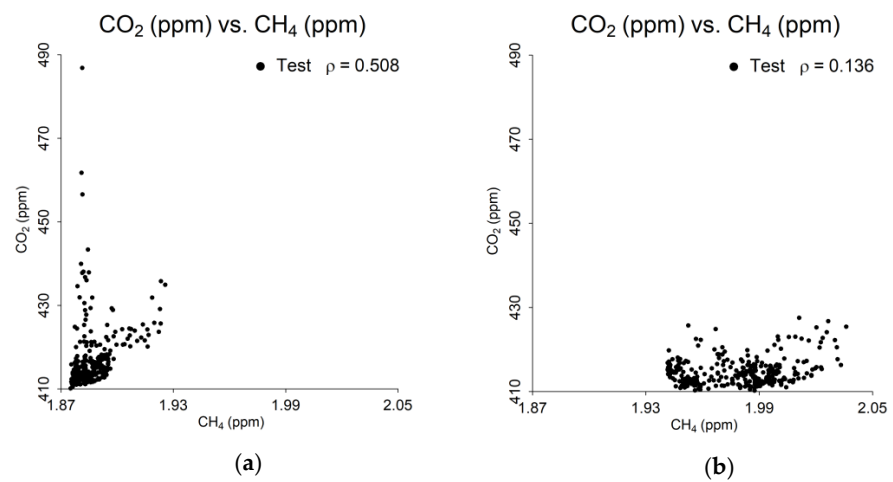 CO₂ (ppm) vs. CH₄ (ppm)
Test ρ = 0.508
CO₂ (ppm)
490
470
450
430
410
1.87 1.93 1.99 2.05
CH₄ (ppm)
(a)
CO₂ (ppm) vs. CH₄ (ppm)
Test ρ = 0.136
CO₂ (ppm)
490
470
450
430
410
1.87 1.93 1.99 2.05
CH₄ (ppm)
(b)